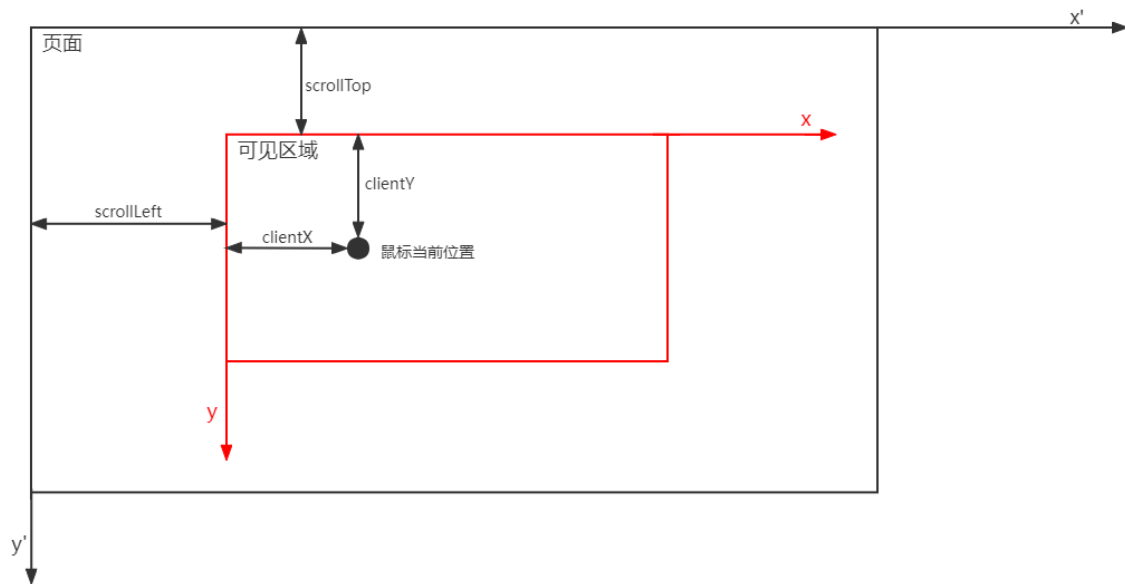 x'
页面
scrollTop
x
可见区域
clientY
scrollLeft
clientX
鼠标当前位置
y
y'